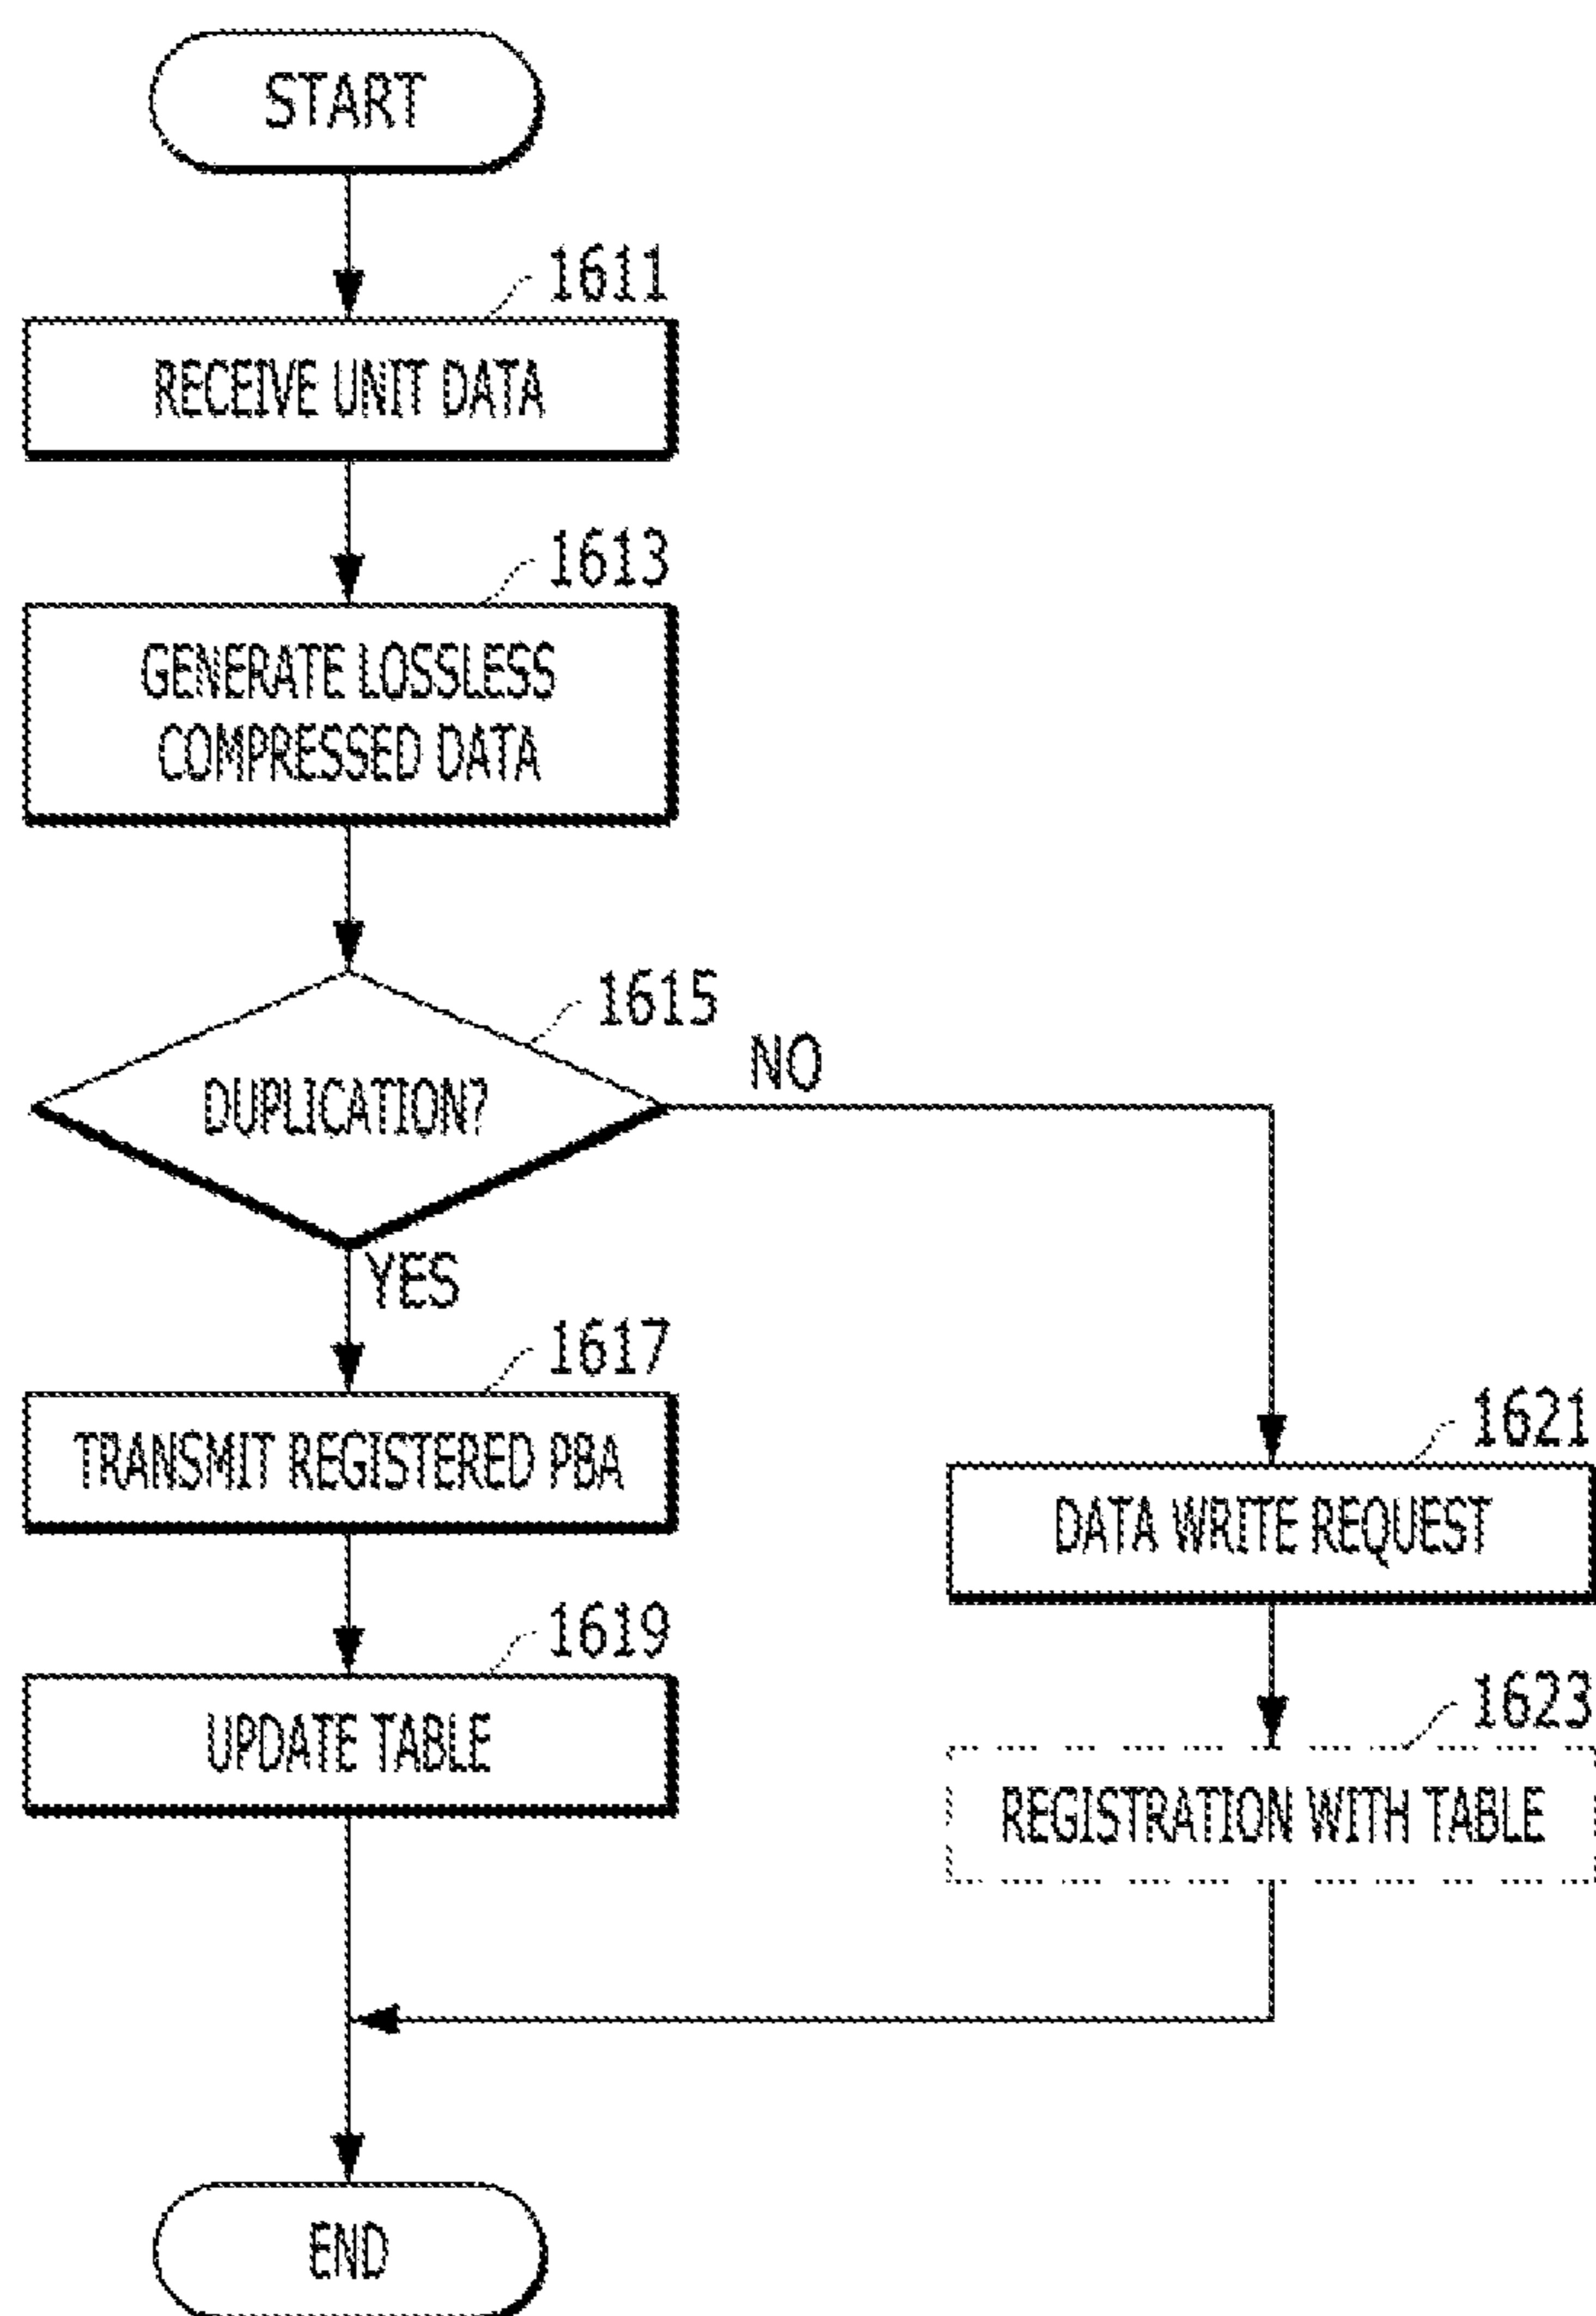 START
1611
RECEIVE UNIT DATA
1613
GENERATE LOSSLESS
COMPRESSED DATA
1615
DUPLICATION?
NO
YES
1617
TRANSMIT REGISTERED PBA
1619
UPDATE TABLE
1621
DATA WRITE REQUEST
1623
REGISTRATION WITH TABLE
END